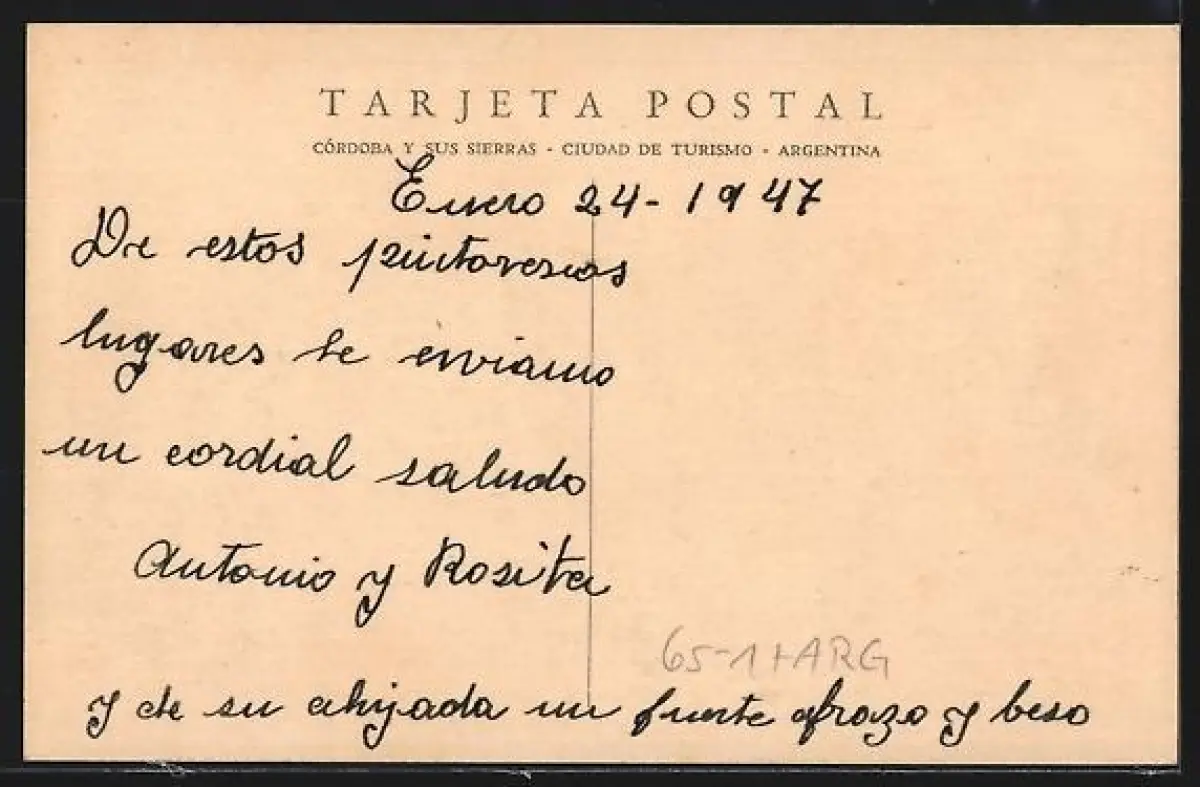 TARJETA POSTAL
CÓRDOBA Y SUS SIERRAS - CIUDAD DE TURISMO - ARGENTINA
Enero 24-1947
De estos pintorescos
lugares le enviamo
un cordial saludo
Antonio y Rosita
65-1+ARG
y de su ahijada un fuerte abrazo y beso